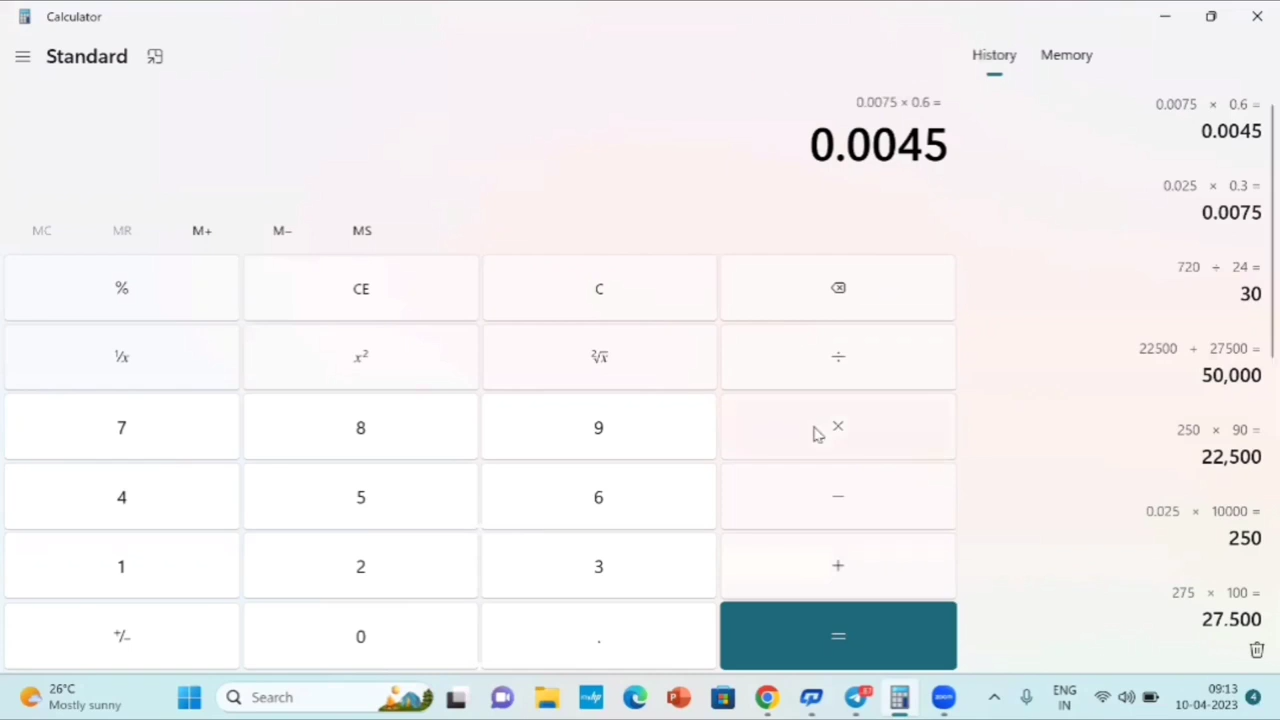 Calculator
Standard
History Memory
0.0075 × 0.6 =
0.0045
MC MR M+ M− MS
% CE C
¹/x x² ²√x ÷
7 8 9 ×
4 5 6 −
1 2 3 +
+/− 0 . =
0.0075 × 0.6 =
0.0045
0.025 × 0.3 =
0.0075
720 ÷ 24 =
30
22500 + 27500 =
50,000
250 × 90 =
22,500
0.025 × 10000 =
250
275 × 100 =
27,500
26°C
Mostly sunny
Search
ENG
IN
09:13
10-04-2023
4